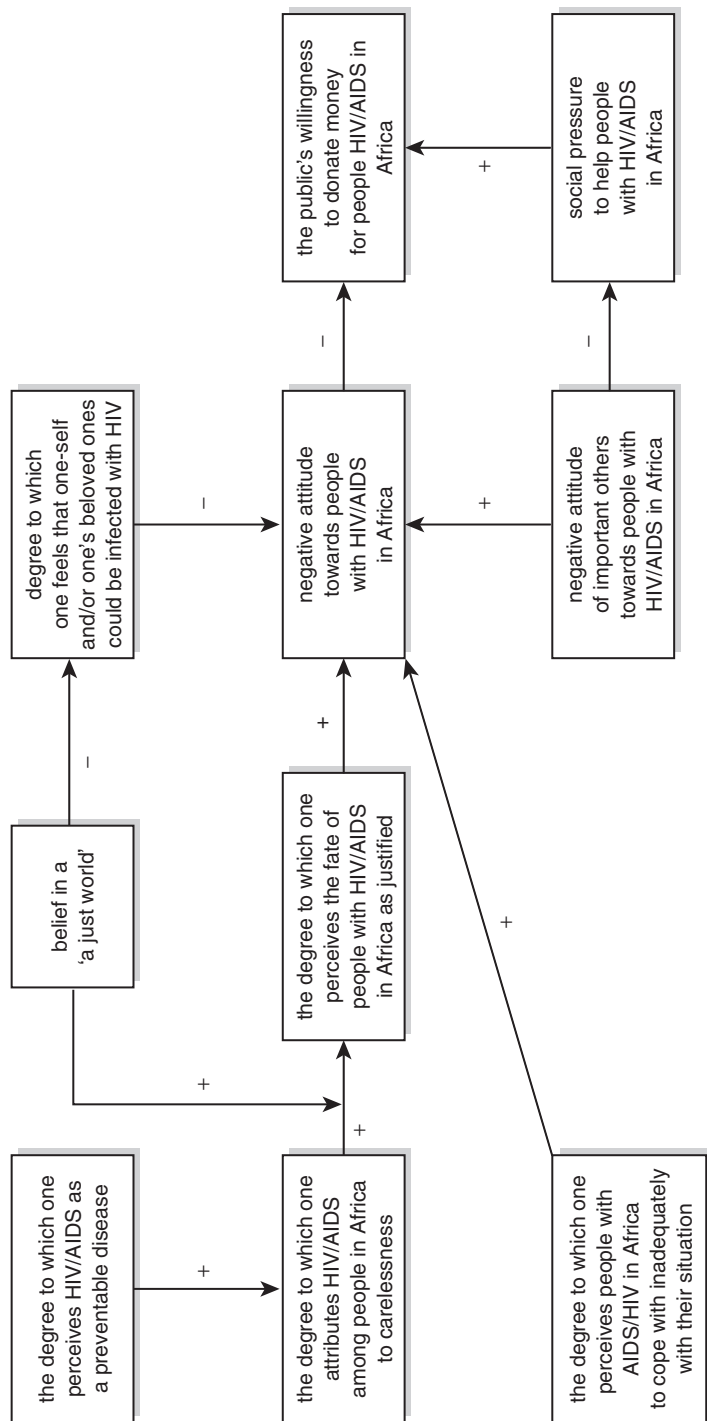 the degree to which one
perceives HIV/AIDS as
a preventable disease
+
the degree to which one
attributes HIV/AIDS
among people in Africa
to carelessness
the degree to which one
perceives people with
AIDS/HIV in Africa
to cope with inadequately
with their situation
belief in a
‘a just world’
+
+
the degree to which one
perceives the fate of
people with HIV/AIDS
in Africa as justified
+
–
+
degree to which
one feels that one-self
and/or one’s beloved ones
could be infected with HIV
–
negative attitude
towards people
with HIV/AIDS
in Africa
+
negative attitude
of important others
towards people with
HIV/AIDS in Africa
–
–
the public’s willingness
to donate money
for people HIV/AIDS in
Africa
+
social pressure
to help people
with HIV/AIDS
in Africa